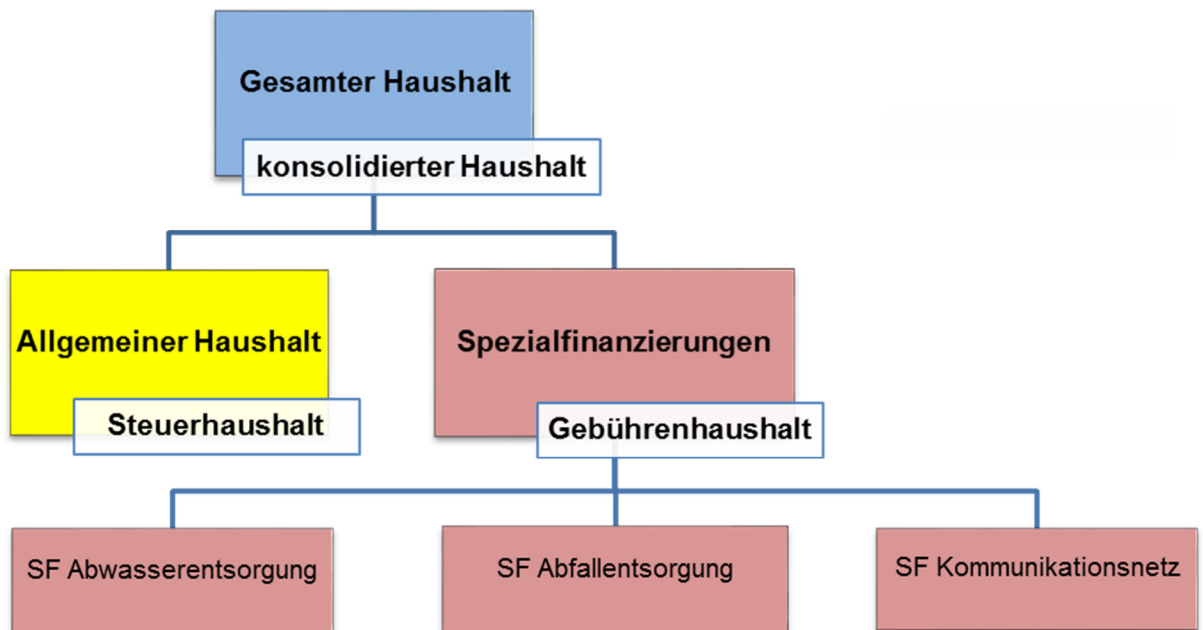 Gesamter Haushalt
konsolidierter Haushalt
Allgemeiner Haushalt
Steuerhaushalt
Spezialfinanzierungen
Gebührenhaushalt
SF Abwasserentsorgung
SF Abfallentsorgung
SF Kommunikationsnetz